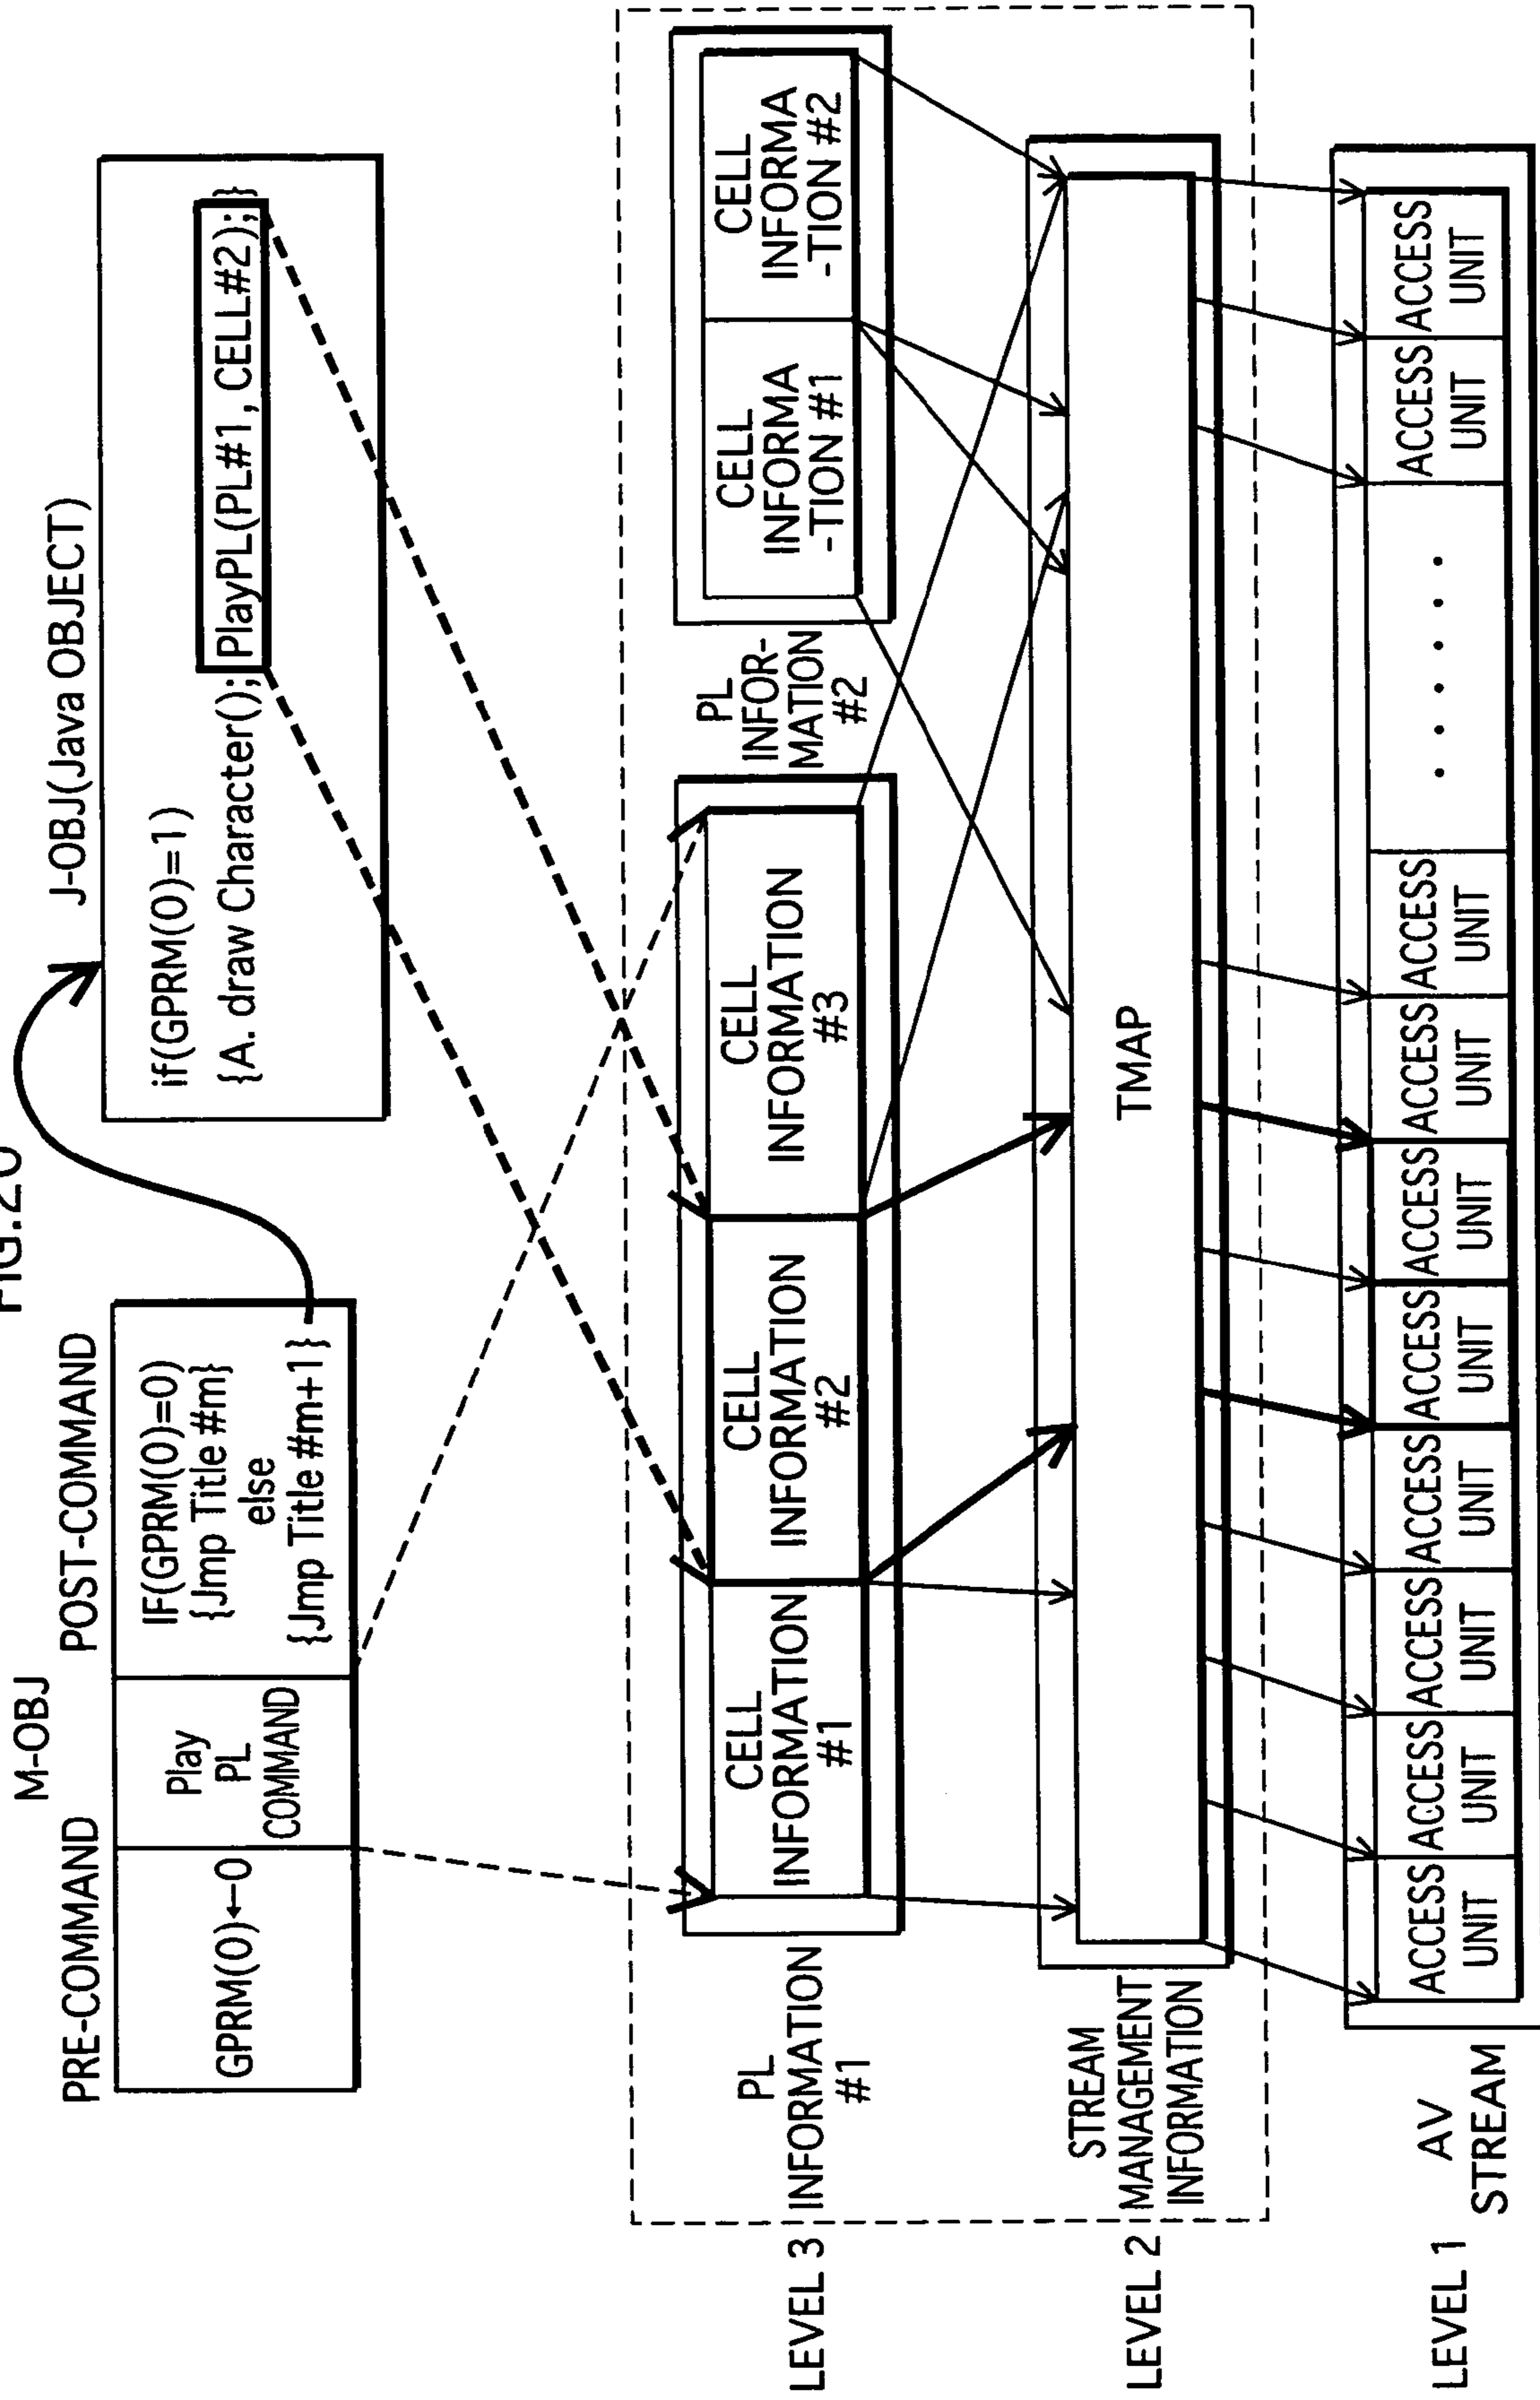 FIG.20
M-OBJ
PRE-COMMAND
POST-COMMAND
GPRM(0)←0
Play
PL
COMMAND
IF(GPRM(0)=0)
{Jmp Title #m}
else
{Jmp Title #m+1}
J-OBJ(Java OBJECT)
if(GPRM(0)=1)
{A. draw Character(); PlayPL(PL#1, CELL#2);}
LEVEL 3
PL
INFORMATION
#1
CELL
INFORMATION
#1
CELL
INFORMATION
#2
CELL
INFORMATION
#3
PL
INFOR-
MATION
#2
CELL
INFORMA
-TION #1
CELL
INFORMA
-TION #2
LEVEL 2
STREAM
MANAGEMENT
INFORMATION
TMAP
LEVEL 1
AV
STREAM
ACCESS
UNIT
ACCESS
UNIT
ACCESS
UNIT
ACCESS
UNIT
ACCESS
UNIT
ACCESS
UNIT
ACCESS
UNIT
ACCESS
UNIT
. . . . . .
ACCESS
UNIT
ACCESS
UNIT